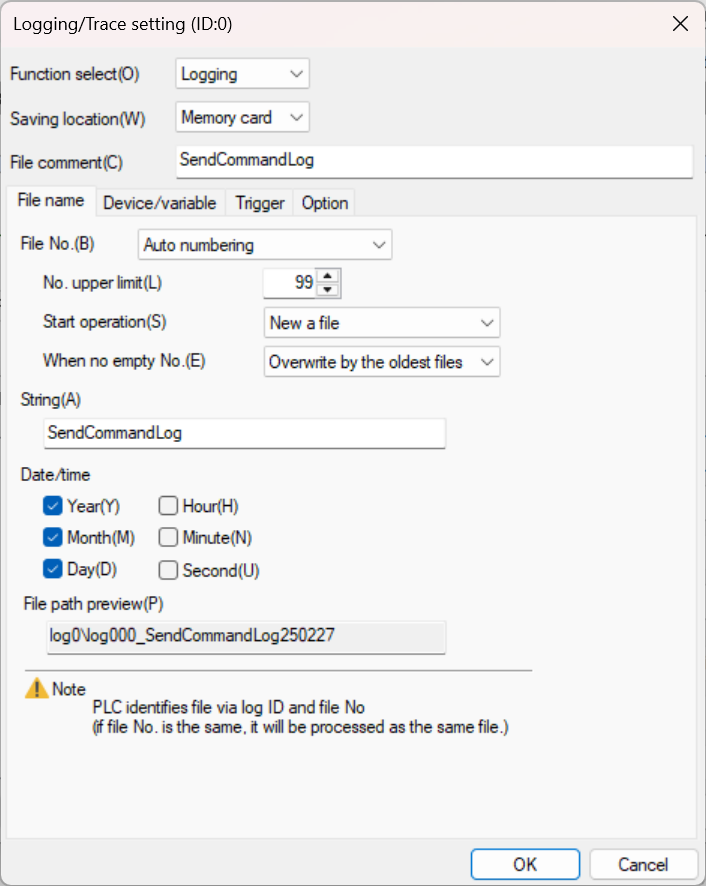 Logging/Trace setting (ID:0)
Function select(O) Logging
Saving location(W) Memory card
File comment(C) SendCommandLog
File name Device/variable Trigger Option
File No.(B) Auto numbering
No. upper limit(L) 99
Start operation(S) New a file
When no empty No.(E) Overwrite by the oldest files
String(A)
SendCommandLog
Date/time
Year(Y) Hour(H)
Month(M) Minute(N)
Day(D) Second(U)
File path preview(P)
log0\log000_SendCommandLog250227
Note
PLC identifies file via log ID and file No
(if file No. is the same, it will be processed as the same file.)
OK Cancel